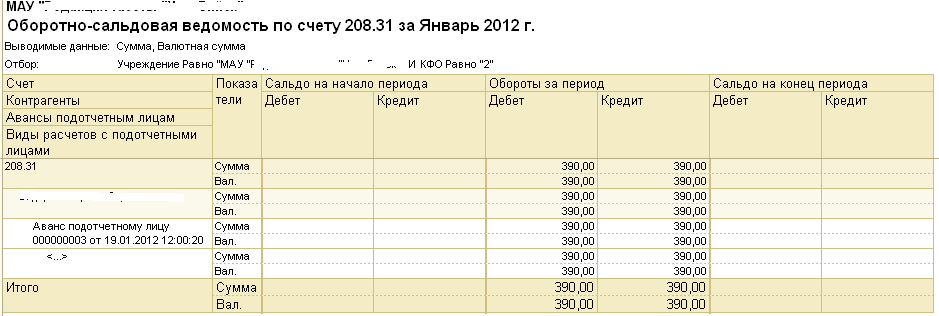 МАУ
Оборотно-сальдовая ведомость по счету 208.31 за Январь 2012 г.
Выводимые данные: Сумма, Валютная сумма
Отбор: Учреждение Равно "МАУ И КФО Равно "2"
Счет Показа тели Сальдо на начало периода Обороты за период Сальдо на конец периода
Контрагенты Дебет Кредит Дебет Кредит Дебет Кредит
Авансы подотчетным лицам
Виды расчетов с подотчетными
лицами
208.31 Сумма 390,00 390,00
Вал. 390,00 390,00
Сумма 390,00 390,00
Вал. 390,00 390,00
Аванс подотчетному лицу Сумма 390,00 390,00
000000003 от 19.01.2012 12:00:20 Вал. 390,00 390,00
<...> Сумма 390,00 390,00
Вал. 390,00 390,00
Итого Сумма 390,00 390,00
Вал. 390,00 390,00